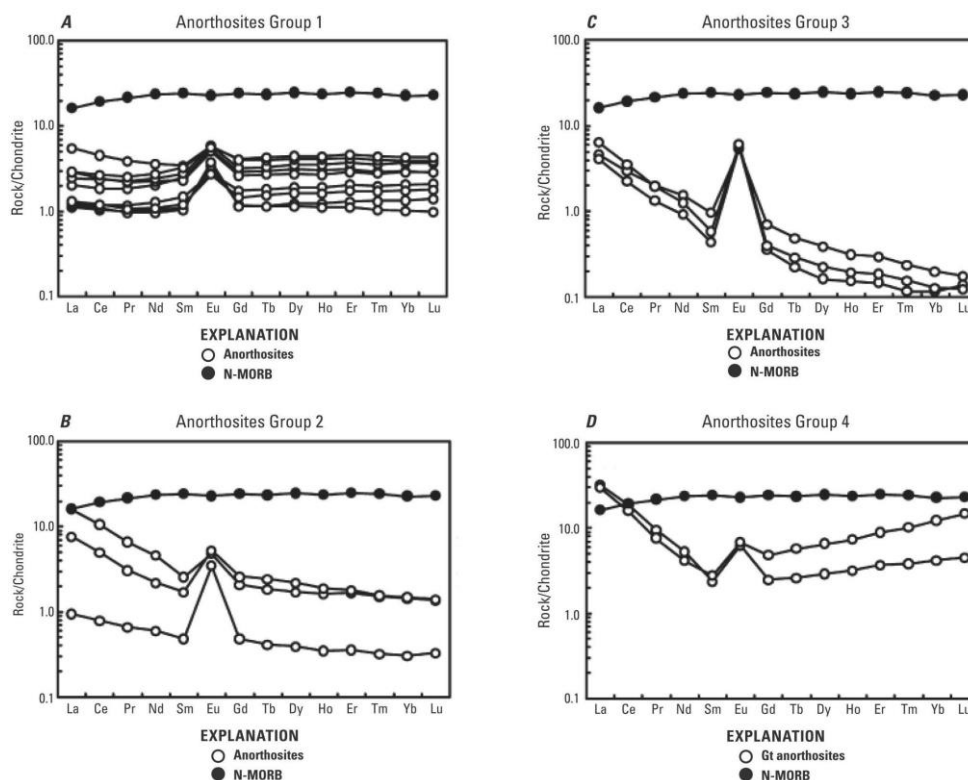 A Anorthosites Group 1
100.0
10.0
1.0
0.1
Rock/Chondrite
La Ce Pr Nd Sm Eu Gd Tb Dy Ho Er Tm Yb Lu
EXPLANATION
Anorthosites
N-MORB
B Anorthosites Group 2
100.0
10.0
1.0
0.1
Rock/Chondrite
La Ce Pr Nd Sm Eu Gd Tb Dy Ho Er Tm Yb Lu
EXPLANATION
Anorthosites
N-MORB
C Anorthosites Group 3
100.0
10.0
1.0
0.1
Rock/Chondrite
La Ce Pr Nd Sm Eu Gd Tb Dy Ho Er Tm Yb Lu
EXPLANATION
Anorthosites
N-MORB
D Anorthosites Group 4
100.0
10.0
1.0
0.1
Rock/Chondrite
La Ce Pr Nd Sm Eu Gd Tb Dy Ho Er Tm Yb Lu
EXPLANATION
Gt anorthosites
N-MORB